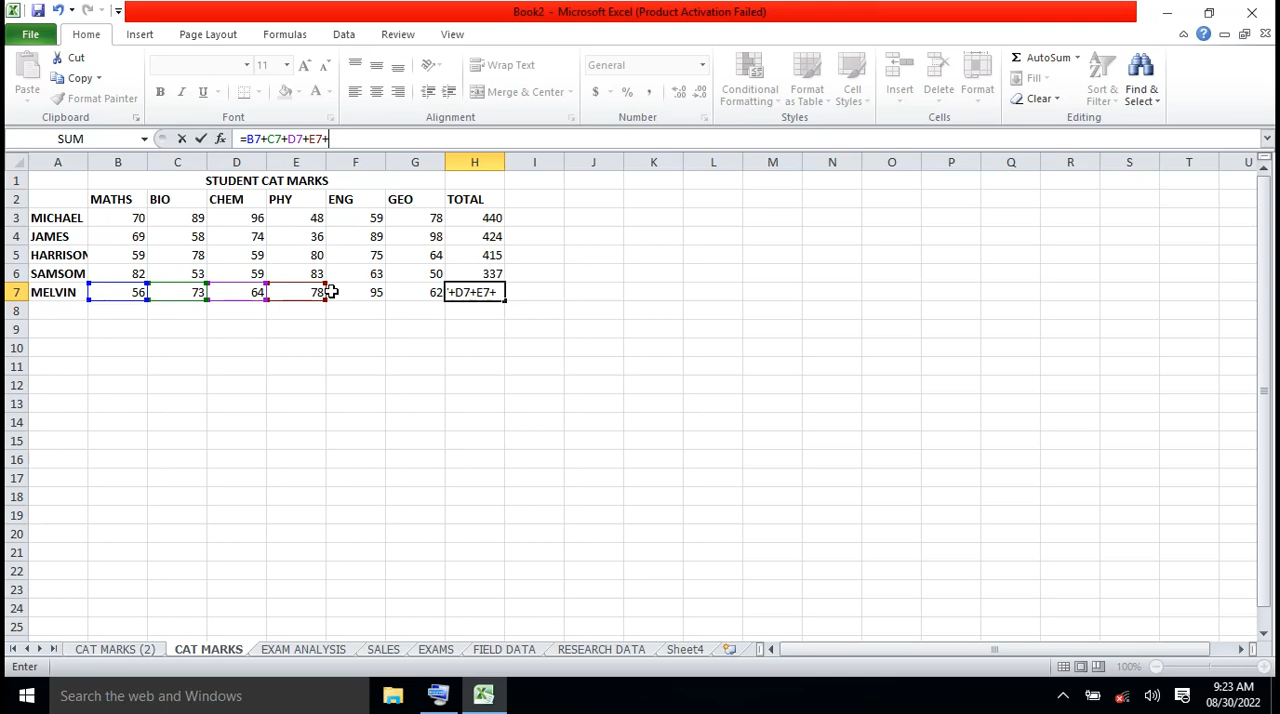 Book2 - Microsoft Excel (Product Activation Failed)
File Home Insert Page Layout Formulas Data Review View
Paste
Cut
Copy
Format Painter
Clipboard
11 A A
B I U A
Font
Wrap Text
Merge & Center
Alignment
General
$ % , .00 .0
Number
Conditional Formatting
Format as Table
Cell Styles
Styles
Insert Delete Format
Cells
AutoSum
Fill
Clear
Sort & Filter
Find & Select
Editing
SUM fx =B7+C7+D7+E7+
A B C D E F G H I J K L M N O P Q R S T U
1 STUDENT CAT MARKS
2 MATHS BIO CHEM PHY ENG GEO TOTAL
3 MICHAEL 70 89 96 48 59 78 440
4 JAMES 69 58 74 36 89 98 424
5 HARRISON 59 78 59 80 75 64 415
6 SAMSOM 82 53 59 83 63 50 337
7 MELVIN 56 73 64 78 95 62 +D7+E7+
8
9
10
11
12
13
14
15
16
17
18
19
20
21
22
23
24
25
CAT MARKS (2) CAT MARKS EXAM ANALYSIS SALES EXAMS FIELD DATA RESEARCH DATA Sheet4
Enter 100%
Search the web and Windows
9:23 AM
08/30/2022